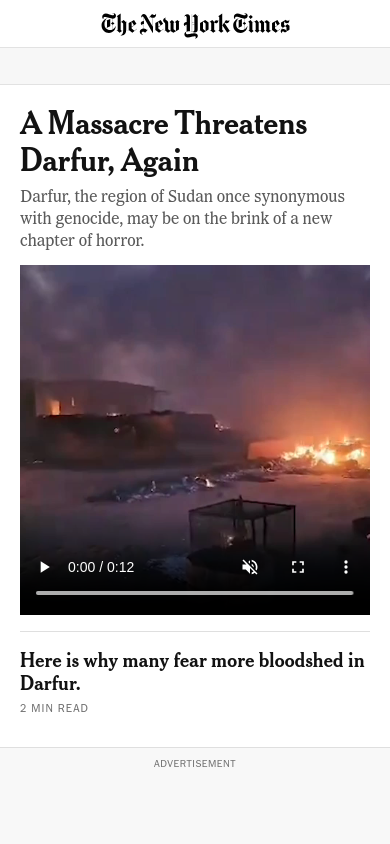 The New York Times
A Massacre Threatens
Darfur, Again
Darfur, the region of Sudan once synonymous
with genocide, may be on the brink of a new
chapter of horror.
0:00 / 0:12
Here is why many fear more bloodshed in
Darfur.
2 MIN READ
ADVERTISEMENT